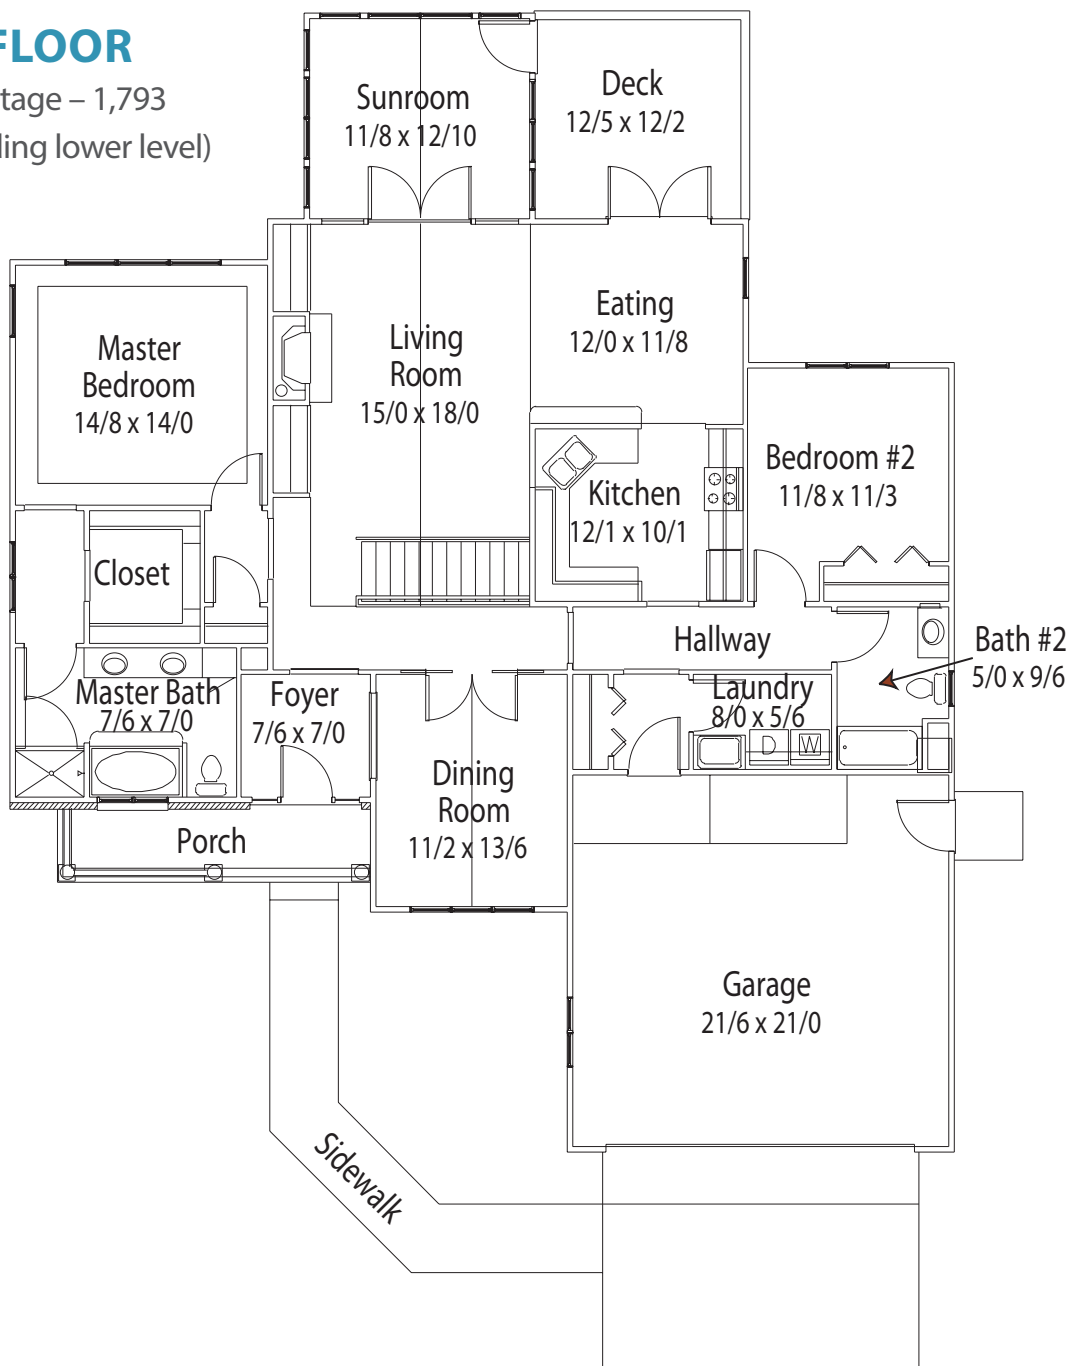 FLOOR
tage – 1,793
ling lower level)
Sunroom
11/8 x 12/10
Deck
12/5 x 12/2
Master
Bedroom
14/8 x 14/0
Living
Room
15/0 x 18/0
Eating
12/0 x 11/8
Bedroom #2
11/8 x 11/3
Kitchen
12/1 x 10/1
Closet
Hallway
Bath #2
5/0 x 9/6
Master Bath
7/6 x 7/0
Foyer
7/6 x 7/0
Laundry
8/0 x 5/6
D
W
Dining
Room
11/2 x 13/6
Porch
Garage
21/6 x 21/0
Sidewalk